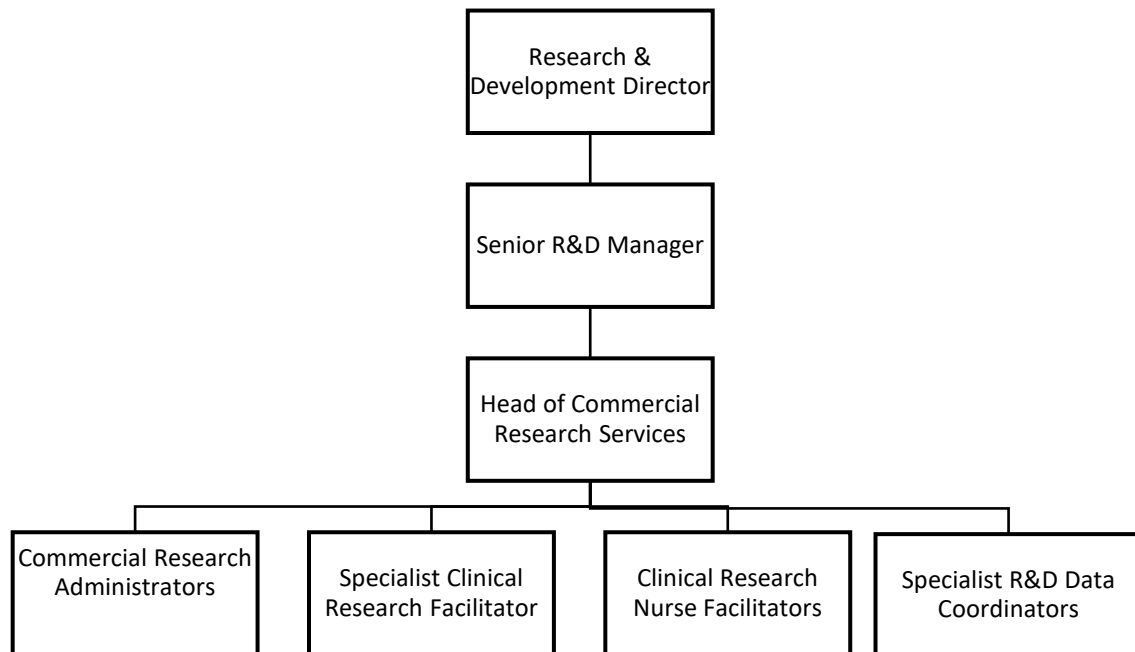 Research &
Development Director
Senior R&D Manager
Head of Commercial
Research Services
Commercial Research
Administrators
Specialist Clinical
Research Facilitator
Clinical Research
Nurse Facilitators
Specialist R&D Data
Coordinators